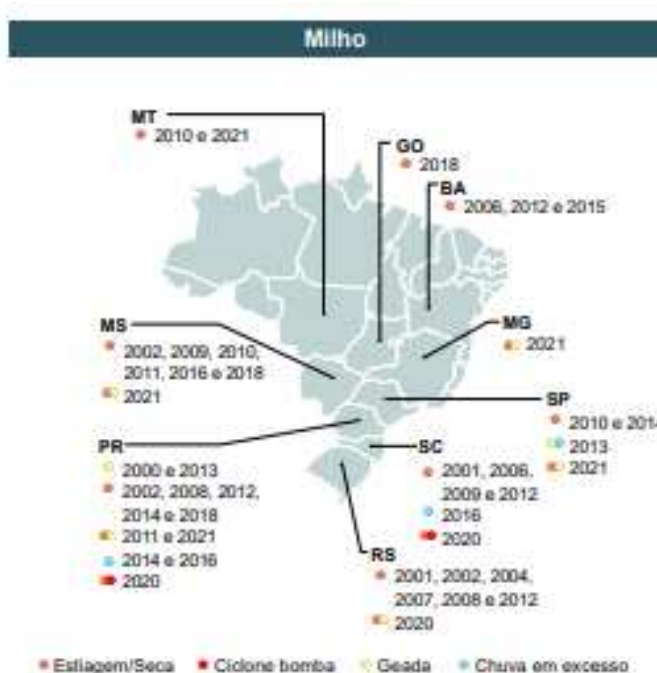 Milho
MT
2010 e 2021
GO
2018
BA
2006, 2012 e 2015
MS
2002, 2009, 2010,
2011, 2016 e 2018
2021
MG
2021
SP
2010 e 2014
2013
2021
PR
2000 e 2013
2002, 2008, 2012,
2014 e 2018
2011 e 2021
2014 e 2016
2020
SC
2001, 2006,
2009 e 2012
2016
2020
RS
2001, 2002, 2004,
2007, 2008 e 2012
2020
Estiagem/Seca Ciclone bomba Geada Chuva em excesso